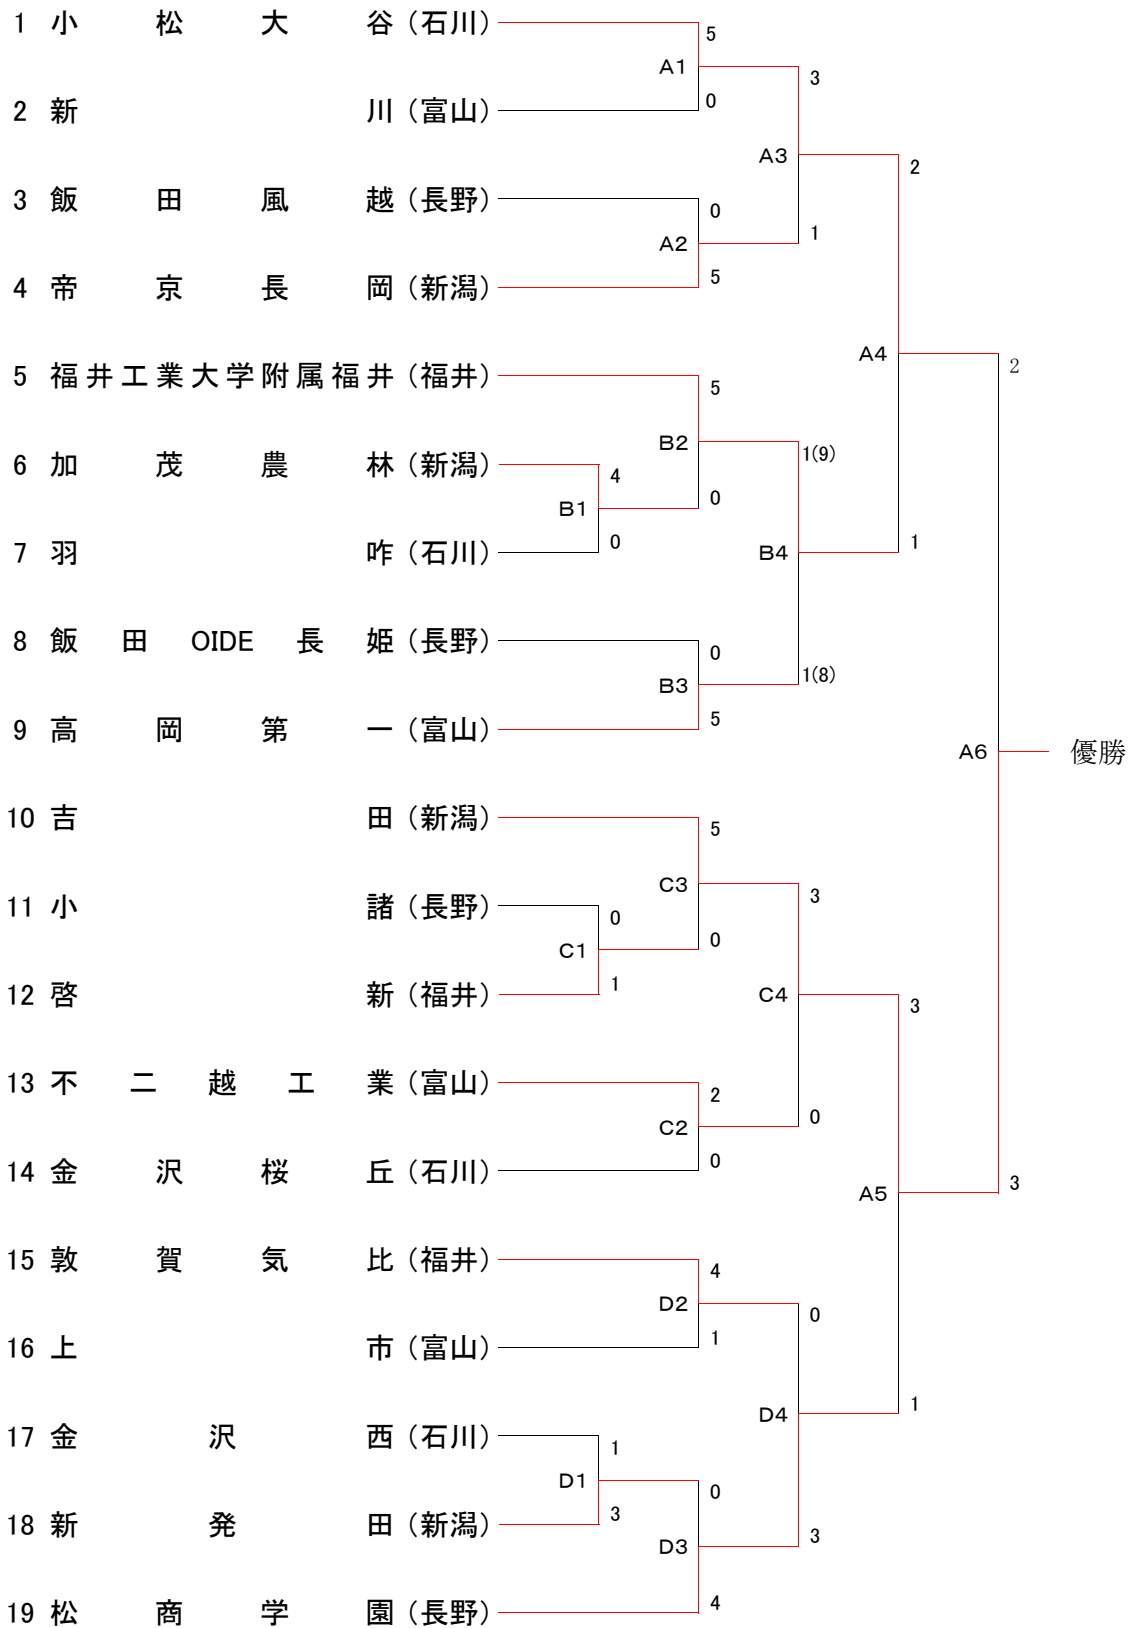 1 小松大谷（石川）
5
A1
3
0
2 新川（富山）
A3
2
3 飯田風越（長野）
0
A2
1
5
4 帝京長岡（新潟）
A4
2
5 福井工業大学附属福井（福井）
5
B2
1(9)
6 加茂農林（新潟）
4
0
B1
0
7 羽咋（石川）
B4
1
8 飯田OIDE長姫（長野）
0
B3
1(8)
5
9 高岡第一（富山）
A6
優勝
10 吉田（新潟）
5
C3
3
11 小諸（長野）
0
0
C1
1
12 啓新（福井）
C4
3
13 不二越工業（富山）
2
C2
0
0
14 金沢桜丘（石川）
A5
3
15 敦賀気比（福井）
4
D2
0
1
16 上市（富山）
D4
1
17 金沢西（石川）
1
D1
0
3
18 新発田（新潟）
D3
3
4
19 松商学園（長野）